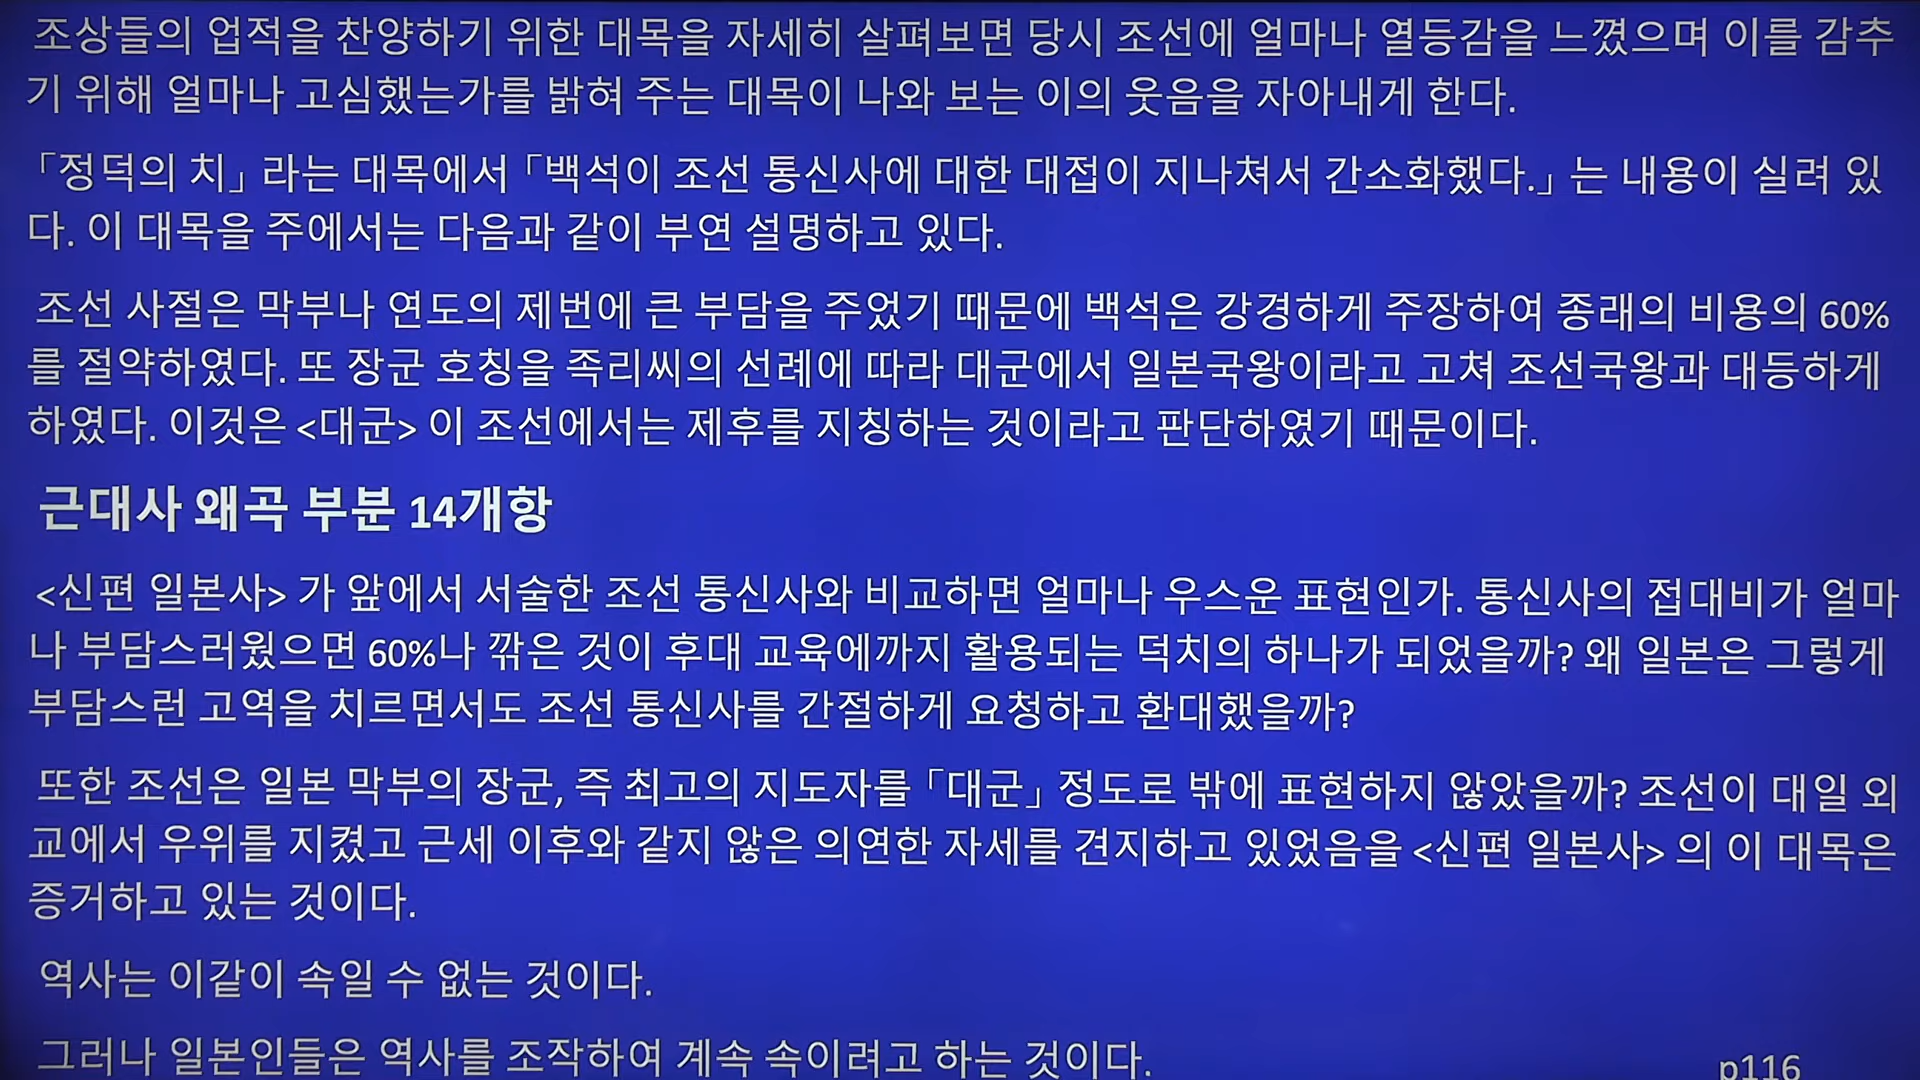 조상들의 업적을 찬양하기 위한 대목을 자세히 살펴보면 당시 조선에 얼마나 열등감을 느꼈으며 이를 감추
기 위해 얼마나 고심했는가를 밝혀 주는 대목이 나와 보는 이의 웃음을 자아내게 한다.
「정덕의 치」 라는 대목에서 「백석이 조선 통신사에 대한 대접이 지나쳐서 간소화했다.」 는 내용이 실려 있
다. 이 대목을 주에서는 다음과 같이 부연 설명하고 있다.
조선 사절은 막부나 연도의 제번에 큰 부담을 주었기 때문에 백석은 강경하게 주장하여 종래의 비용의 60%
를 절약하였다. 또 장군 호칭을 족리씨의 선례에 따라 대군에서 일본국왕이라고 고쳐 조선국왕과 대등하게
하였다. 이것은 <대군> 이 조선에서는 제후를 지칭하는 것이라고 판단하였기 때문이다.
근대사 왜곡 부분 14개항
<신편 일본사> 가 앞에서 서술한 조선 통신사와 비교하면 얼마나 우스운 표현인가. 통신사의 접대비가 얼마
나 부담스러웠으면 60%나 깎은 것이 후대 교육에까지 활용되는 덕치의 하나가 되었을까? 왜 일본은 그렇게
부담스런 고역을 치르면서도 조선 통신사를 간절하게 요청하고 환대했을까?
또한 조선은 일본 막부의 장군, 즉 최고의 지도자를 「대군」 정도로 밖에 표현하지 않았을까? 조선이 대일 외
교에서 우위를 지켰고 근세 이후와 같지 않은 의연한 자세를 견지하고 있었음을 <신편 일본사> 의 이 대목은
증거하고 있는 것이다.
역사는 이같이 속일 수 없는 것이다.
그러나 일본인들은 역사를 조작하여 계속 속이려고 하는 것이다.
p116